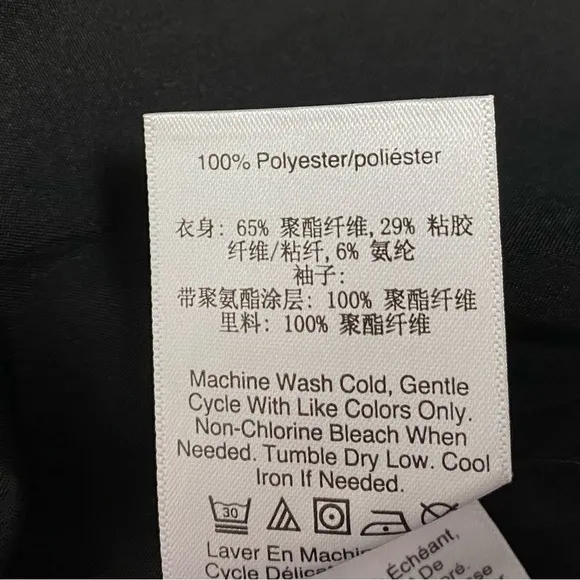 100% Polyester/poliéster
衣身: 65% 聚酯纤维,29% 粘胶
纤维/粘纤,6% 氨纶
袖子:
带聚氨酯涂层: 100% 聚酯纤维
里料: 100% 聚酯纤维
Machine Wash Cold, Gentle
Cycle With Like Colors Only.
Non-Chlorine Bleach When
Needed. Tumble Dry Low. Cool
Iron If Needed.
30
Laver En
Cycle
Échéant,
De